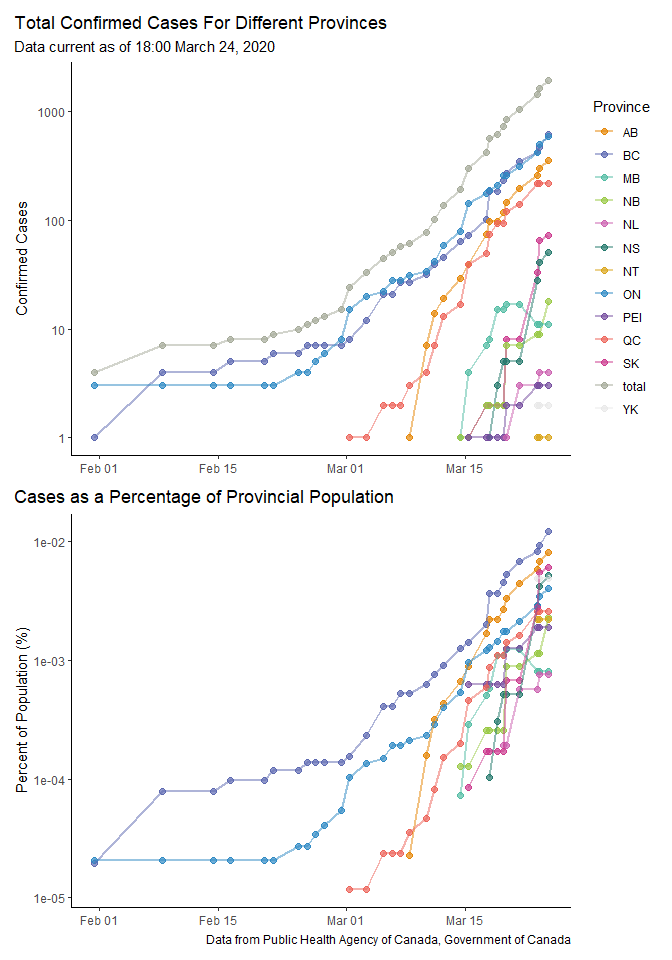 Total Confirmed Cases For Different Provinces
Data current as of 18:00 March 24, 2020
1000
100
10
1
Confirmed Cases
Feb 01
Feb 15
Mar 01
Mar 15
Province
AB
BC
MB
NB
NL
NS
NT
ON
PEI
QC
SK
total
YK
Cases as a Percentage of Provincial Population
1e-02
1e-03
1e-04
1e-05
Percent of Population (%)
Feb 01
Feb 15
Mar 01
Mar 15
Data from Public Health Agency of Canada, Government of Canada